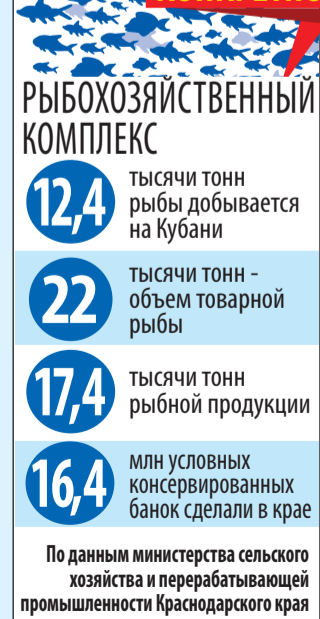 РЫБОХОЗЯЙСТВЕННЫЙ
КОМПЛЕКС
12,4
тысячи тонн
рыбы добывается
на Кубани
22
тысячи тонн -
объем товарной
рыбы
17,4
тысячи тонн
рыбной продукции
16,4
млн условных
консервированных
банок сделали в крае
По данным министерства сельского
хозяйства и перерабатывающей
промышленности Краснодарского края